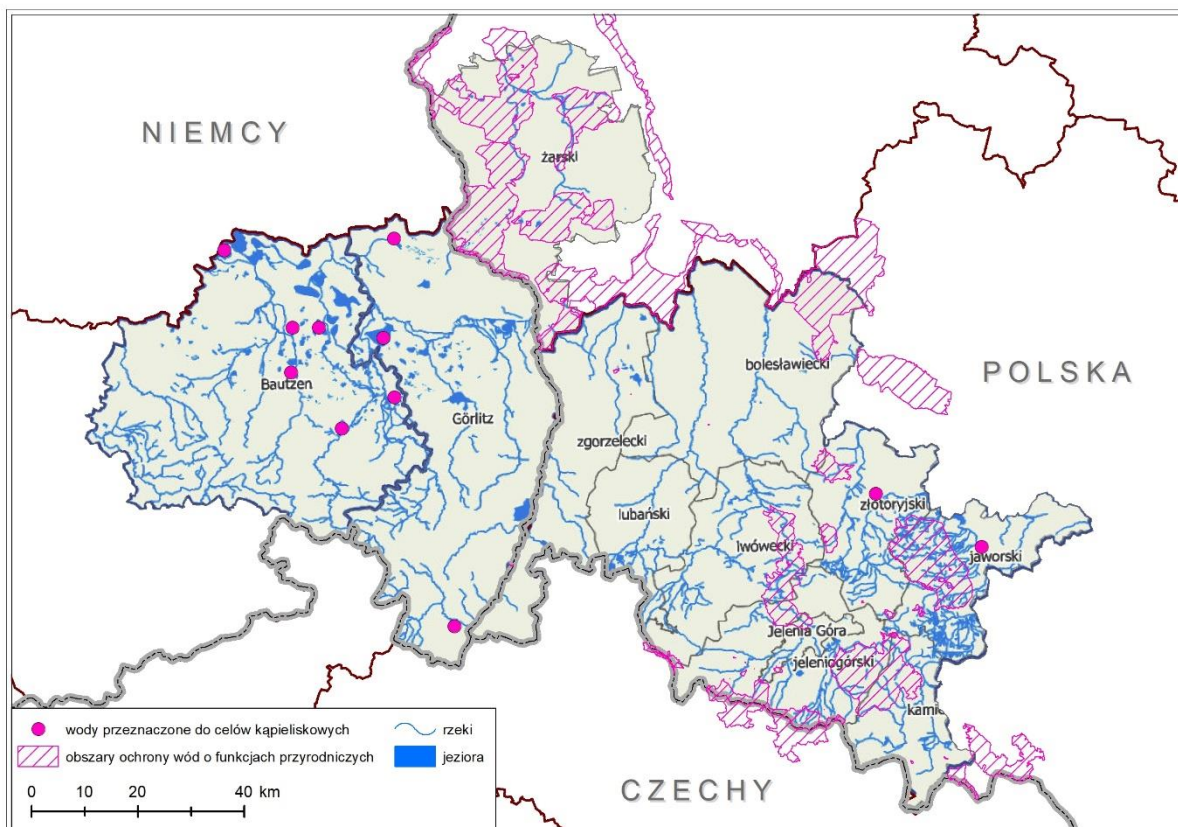 NIEMCY
żarski
bolesławiecki
POLSKA
Bautzen
Görlitz
zgorzelecki
złotoryjski
lubański
lwówecki
jaworski
Jelenia Góra
jeleniogórski
kamie
CZECHY
wody przeznaczone do celów kąpieliskowych
rzeki
obszary ochrony wód o funkcjach przyrodniczych
jeziora
0 10 20 40 km